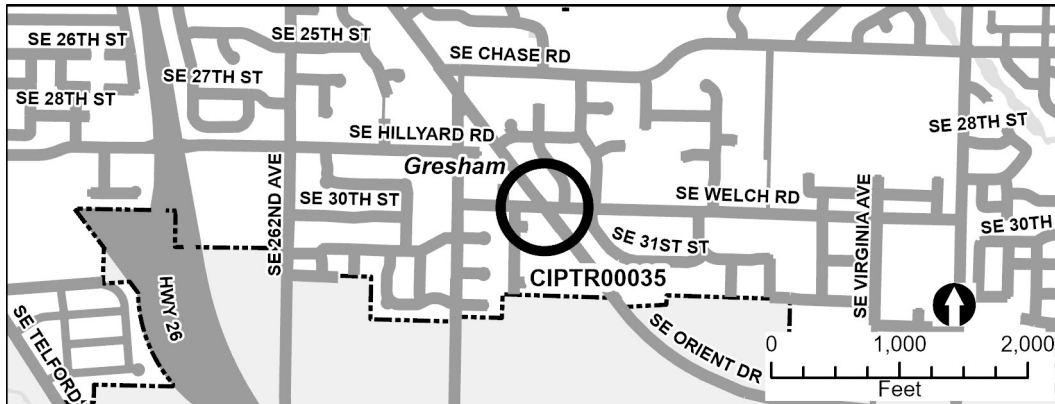 SE 26TH ST
SE 25TH ST
SE CHASE RD
SE 27TH ST
SE 28TH ST
SE 28TH ST
SE HILLYARD RD
Gresham
SE 262ND AVE
SE 30TH ST
SE WELCH RD
SE VIRGINIA AVE
SE 30TH
SE 31ST ST
CIPTR00035
HWY 26
SE TELFORD
SE ORIENT DR
0 1,000 2,000
Feet